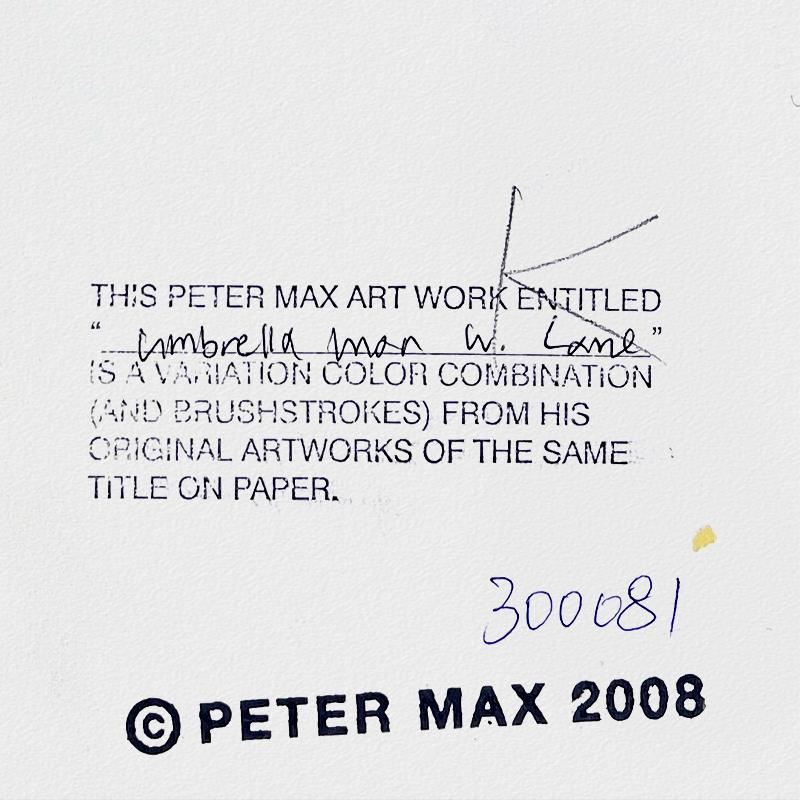 K
THIS PETER MAX ART WORK ENTITLED
“ umbrella man w. Cane ”
IS A VARIATION COLOR COMBINATION
(AND BRUSHSTROKES) FROM HIS
ORIGINAL ARTWORKS OF THE SAME
TITLE ON PAPER.
300081
© PETER MAX 2008